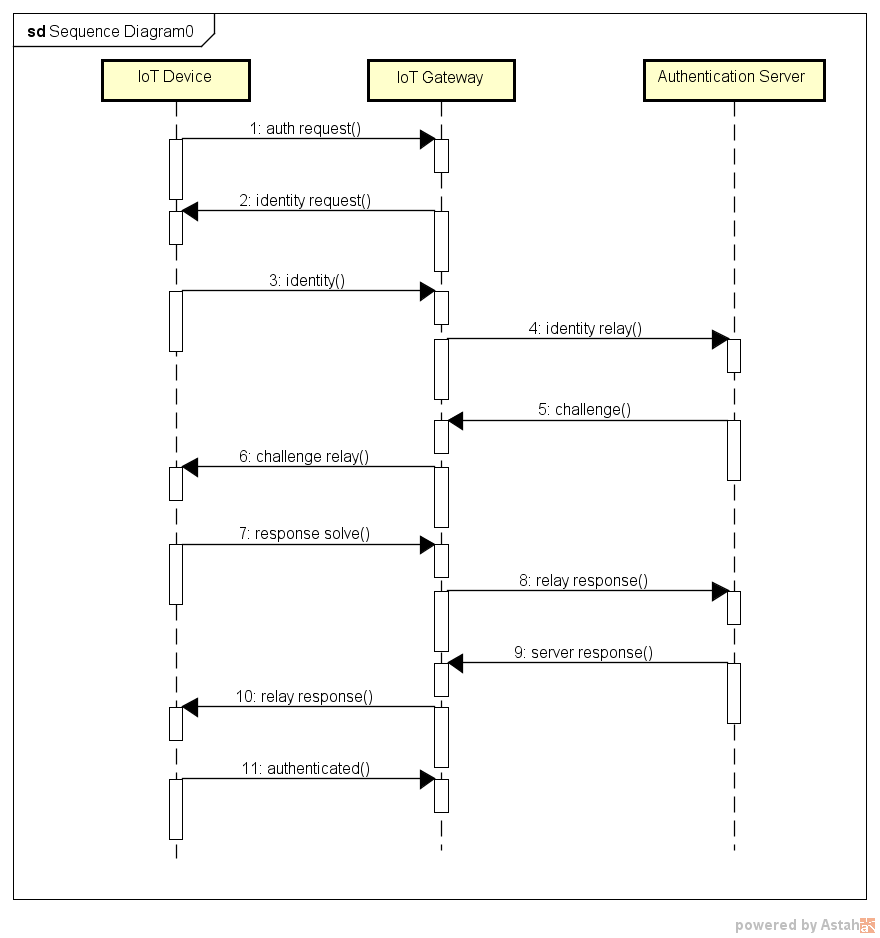 sd Sequence Diagram0
IoT Device
IoT Gateway
Authentication Server
1: auth request()
2: identity request()
3: identity()
4: identity relay()
5: challenge()
6: challenge relay()
7: response solve()
8: relay response()
9: server response()
10: relay response()
11: authenticated()
powered by Astah